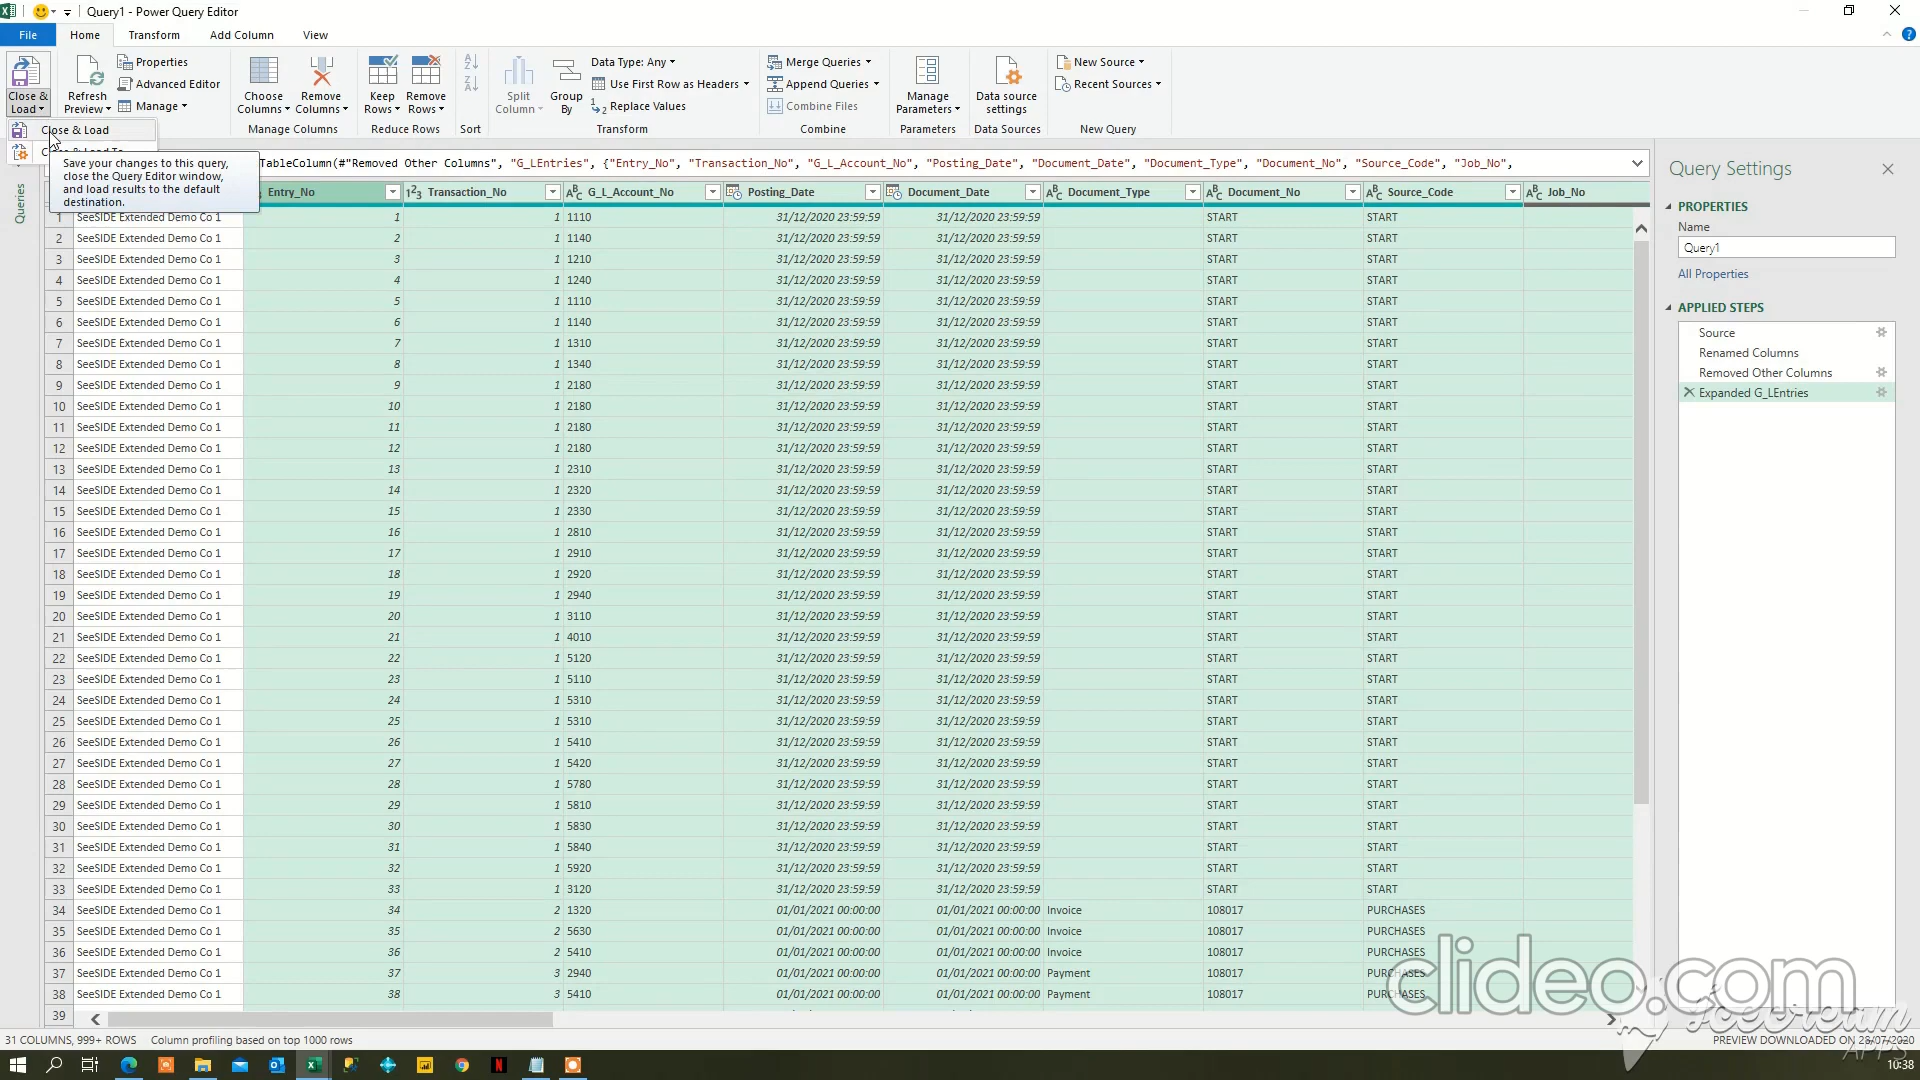 Query1 - Power Query Editor
File Home Transform Add Column View
Close & Load
Refresh Preview
Properties
Advanced Editor
Manage
Choose Columns
Remove Columns
Manage Columns
Keep Rows
Remove Rows
Reduce Rows
Sort
Split Column
Group By
Data Type: Any
Use First Row as Headers
Replace Values
Transform
Merge Queries
Append Queries
Combine Files
Combine
Manage Parameters
Parameters
Data source settings
Data Sources
New Source
Recent Sources
New Query
Close & Load
Save your changes to this query,
close the Query Editor window,
and load results to the default
destination.
TableColumn(#"Removed Other Columns", "G_LEntries", {"Entry_No", "Transaction_No", "G_L_Account_No", "Posting_Date", "Document_Date", "Document_Type", "Document_No", "Source_Code", "Job_No",
Queries
Entry_No Transaction_No G_L_Account_No Posting_Date Document_Date Document_Type Document_No Source_Code Job_No
1 SeeSIDE Extended Demo Co 1 1 1 1110 31/12/2020 23:59:59 31/12/2020 23:59:59 START START
2 SeeSIDE Extended Demo Co 1 2 1 1140 31/12/2020 23:59:59 31/12/2020 23:59:59 START START
3 SeeSIDE Extended Demo Co 1 3 1 1210 31/12/2020 23:59:59 31/12/2020 23:59:59 START START
4 SeeSIDE Extended Demo Co 1 4 1 1240 31/12/2020 23:59:59 31/12/2020 23:59:59 START START
5 SeeSIDE Extended Demo Co 1 5 1 1110 31/12/2020 23:59:59 31/12/2020 23:59:59 START START
6 SeeSIDE Extended Demo Co 1 6 1 1140 31/12/2020 23:59:59 31/12/2020 23:59:59 START START
7 SeeSIDE Extended Demo Co 1 7 1 1310 31/12/2020 23:59:59 31/12/2020 23:59:59 START START
8 SeeSIDE Extended Demo Co 1 8 1 1340 31/12/2020 23:59:59 31/12/2020 23:59:59 START START
9 SeeSIDE Extended Demo Co 1 9 1 2180 31/12/2020 23:59:59 31/12/2020 23:59:59 START START
10 SeeSIDE Extended Demo Co 1 10 1 2180 31/12/2020 23:59:59 31/12/2020 23:59:59 START START
11 SeeSIDE Extended Demo Co 1 11 1 2180 31/12/2020 23:59:59 31/12/2020 23:59:59 START START
12 SeeSIDE Extended Demo Co 1 12 1 2180 31/12/2020 23:59:59 31/12/2020 23:59:59 START START
13 SeeSIDE Extended Demo Co 1 13 1 2310 31/12/2020 23:59:59 31/12/2020 23:59:59 START START
14 SeeSIDE Extended Demo Co 1 14 1 2320 31/12/2020 23:59:59 31/12/2020 23:59:59 START START
15 SeeSIDE Extended Demo Co 1 15 1 2330 31/12/2020 23:59:59 31/12/2020 23:59:59 START START
16 SeeSIDE Extended Demo Co 1 16 1 2810 31/12/2020 23:59:59 31/12/2020 23:59:59 START START
17 SeeSIDE Extended Demo Co 1 17 1 2910 31/12/2020 23:59:59 31/12/2020 23:59:59 START START
18 SeeSIDE Extended Demo Co 1 18 1 2920 31/12/2020 23:59:59 31/12/2020 23:59:59 START START
19 SeeSIDE Extended Demo Co 1 19 1 2940 31/12/2020 23:59:59 31/12/2020 23:59:59 START START
20 SeeSIDE Extended Demo Co 1 20 1 3110 31/12/2020 23:59:59 31/12/2020 23:59:59 START START
21 SeeSIDE Extended Demo Co 1 21 1 4010 31/12/2020 23:59:59 31/12/2020 23:59:59 START START
22 SeeSIDE Extended Demo Co 1 22 1 5120 31/12/2020 23:59:59 31/12/2020 23:59:59 START START
23 SeeSIDE Extended Demo Co 1 23 1 5110 31/12/2020 23:59:59 31/12/2020 23:59:59 START START
24 SeeSIDE Extended Demo Co 1 24 1 5310 31/12/2020 23:59:59 31/12/2020 23:59:59 START START
25 SeeSIDE Extended Demo Co 1 25 1 5310 31/12/2020 23:59:59 31/12/2020 23:59:59 START START
26 SeeSIDE Extended Demo Co 1 26 1 5410 31/12/2020 23:59:59 31/12/2020 23:59:59 START START
27 SeeSIDE Extended Demo Co 1 27 1 5420 31/12/2020 23:59:59 31/12/2020 23:59:59 START START
28 SeeSIDE Extended Demo Co 1 28 1 5780 31/12/2020 23:59:59 31/12/2020 23:59:59 START START
29 SeeSIDE Extended Demo Co 1 29 1 5810 31/12/2020 23:59:59 31/12/2020 23:59:59 START START
30 SeeSIDE Extended Demo Co 1 30 1 5830 31/12/2020 23:59:59 31/12/2020 23:59:59 START START
31 SeeSIDE Extended Demo Co 1 31 1 5840 31/12/2020 23:59:59 31/12/2020 23:59:59 START START
32 SeeSIDE Extended Demo Co 1 32 1 5920 31/12/2020 23:59:59 31/12/2020 23:59:59 START START
33 SeeSIDE Extended Demo Co 1 33 1 3120 31/12/2020 23:59:59 31/12/2020 23:59:59 START START
34 SeeSIDE Extended Demo Co 1 34 2 1320 01/01/2021 00:00:00 01/01/2021 00:00:00 Invoice 108017 PURCHASES
35 SeeSIDE Extended Demo Co 1 35 2 5630 01/01/2021 00:00:00 01/01/2021 00:00:00 Invoice 108017 PURCHASES
36 SeeSIDE Extended Demo Co 1 36 2 5410 01/01/2021 00:00:00 01/01/2021 00:00:00 Invoice 108017 PURCHASES
37 SeeSIDE Extended Demo Co 1 37 3 2940 01/01/2021 00:00:00 01/01/2021 00:00:00 Payment 108017 PURCHASES
38 SeeSIDE Extended Demo Co 1 38 3 5410 01/01/2021 00:00:00 01/01/2021 00:00:00 Payment 108017 PURCHASES
39
Query Settings
PROPERTIES
Name
Query1
All Properties
APPLIED STEPS
Source
Renamed Columns
Removed Other Columns
Expanded G_LEntries
clideo.com
Icecream
APPS
31 COLUMNS, 999+ ROWS Column profiling based on top 1000 rows
PREVIEW DOWNLOADED ON 28/07/2020
10:38